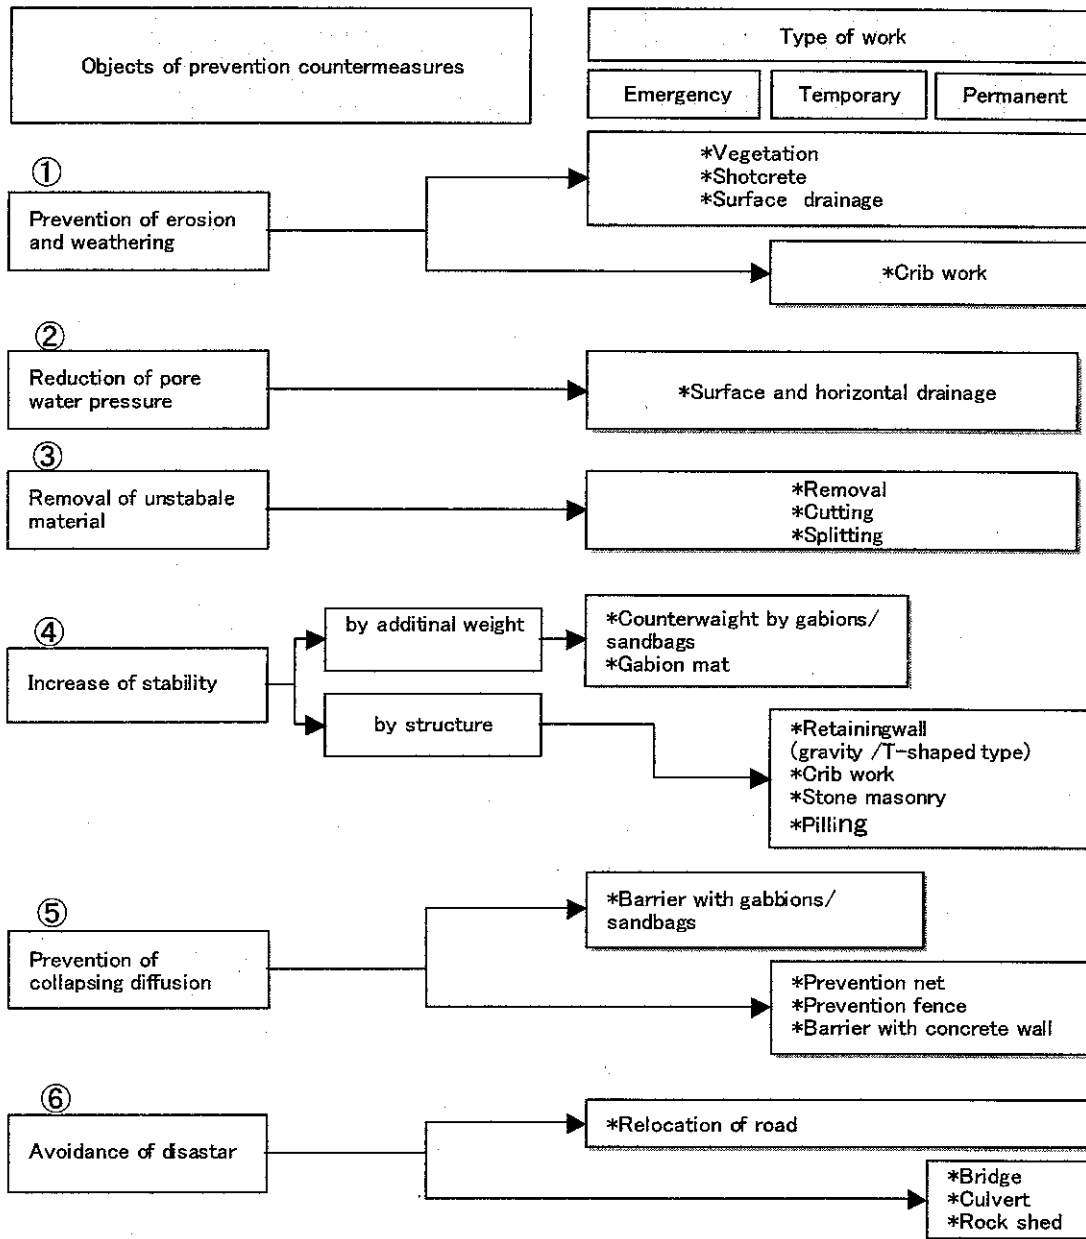 Objects of prevention countermeasures
Type of work
Emergency
Temporary
Permanent
①
Prevention of erosion
and weathering
*Vegetation
*Shotcrete
*Surface drainage
*Crib work
②
Reduction of pore
water pressure
*Surface and horizontal drainage
③
Removal of unstabale
material
*Removal
*Cutting
*Splitting
④
Increase of stability
by additinal weight
*Counterwaight by gabions/
sandbags
*Gabion mat
by structure
*Retainingwall
(gravity /T-shaped type)
*Crib work
*Stone masonry
*Pilling
⑤
Prevention of
collapsing diffusion
*Barrier with gabbions/
sandbags
*Prevention net
*Prevention fence
*Barrier with concrete wall
⑥
Avoidance of disastar
*Relocation of road
*Bridge
*Culvert
*Rock shed